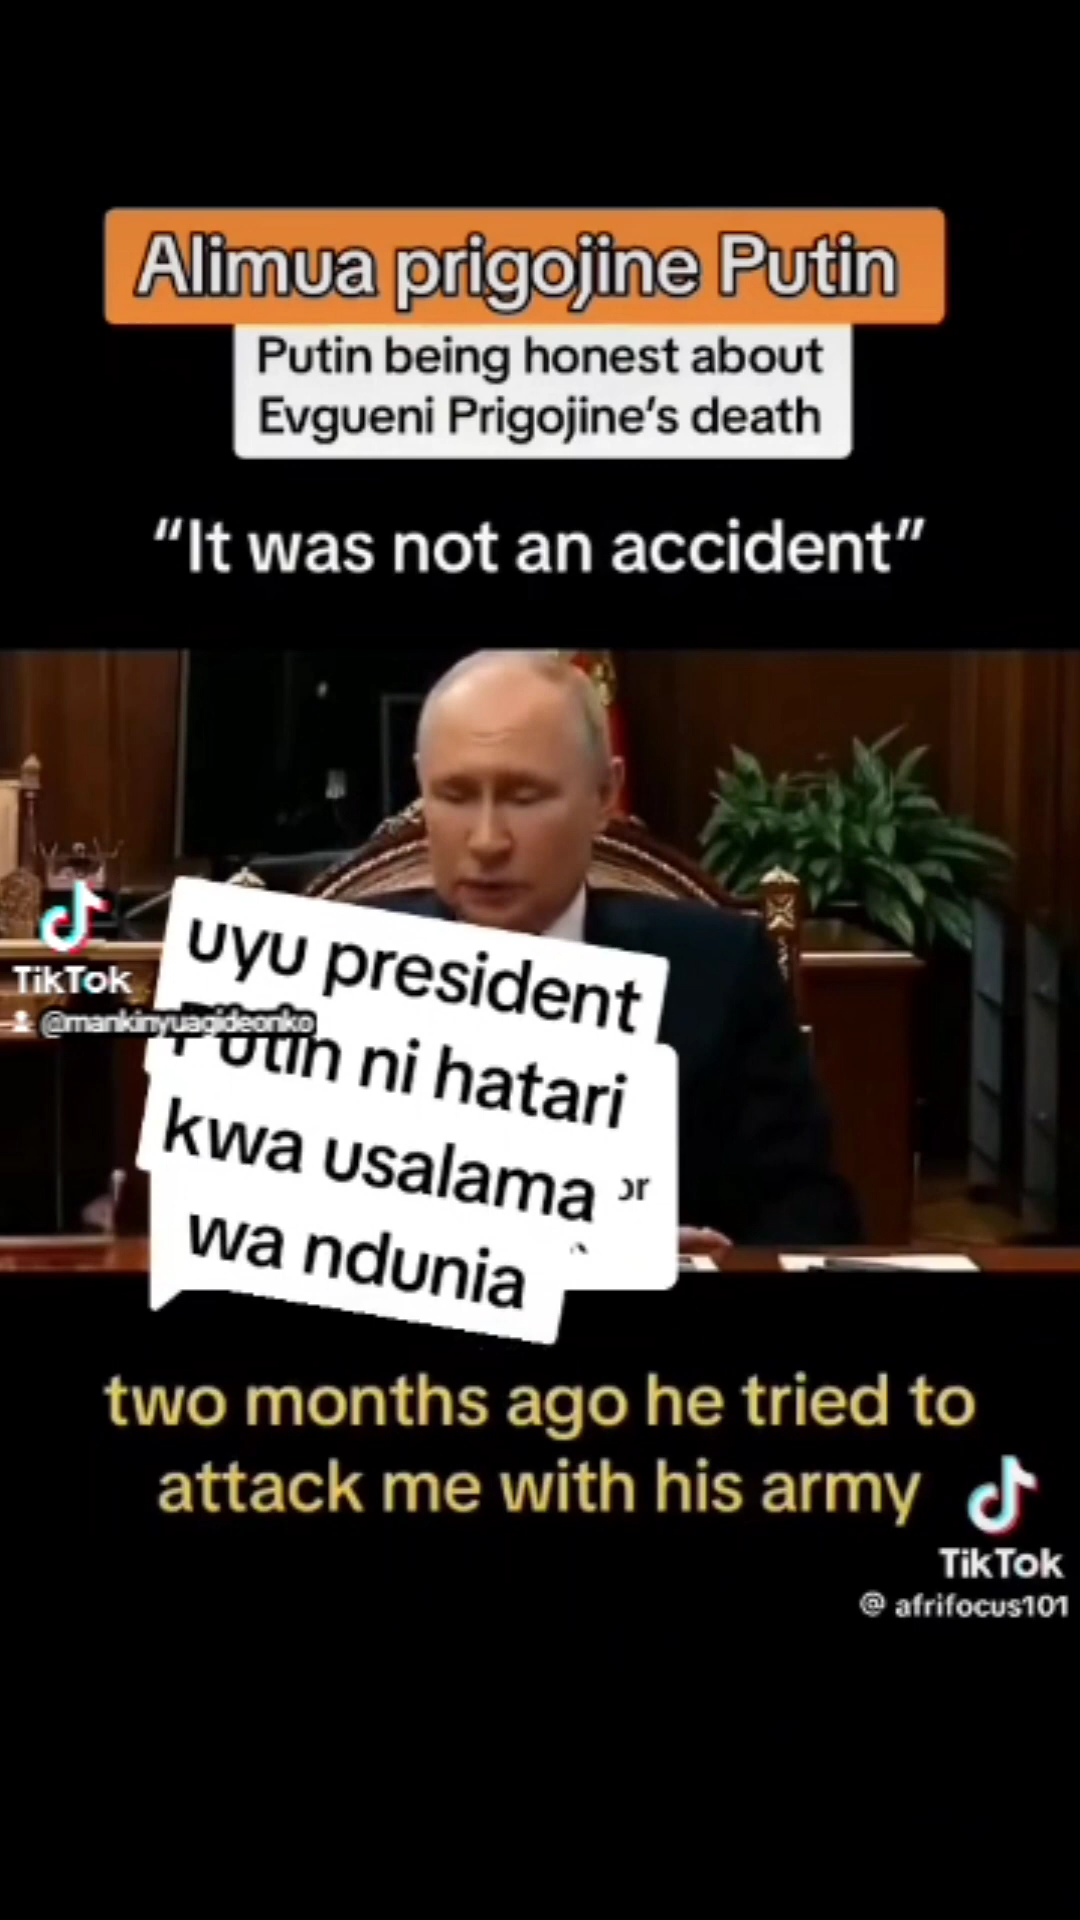 Alimua prigojine Putin
Putin being honest about
Evgueni Prigojine's death
"It was not an accident"
TikTok
@mankinyuagideonko
uyu president
Putin ni hatari
kwa usalama
or
wa ndunia
two months ago he tried to
attack me with his army
TikTok
@ afrifocus101